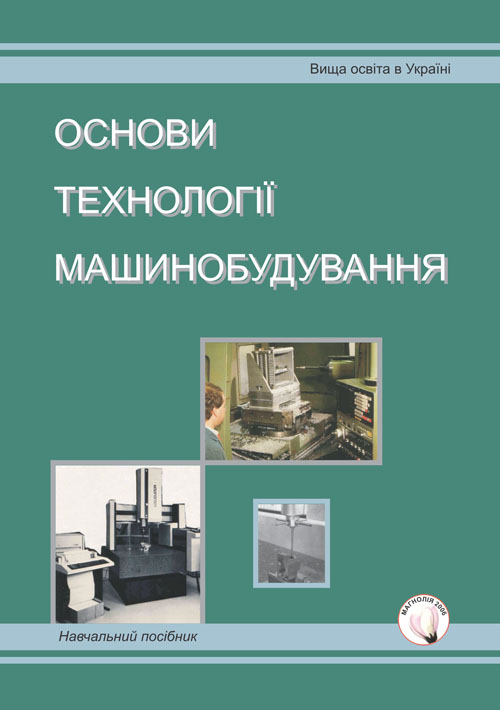 Вища освіта в Україні
ОСНОВИ
ТЕХНОЛОГІЇ
МАШИНОБУДУВАННЯ
Навчальний посібник
МАГНОЛІЯ 2006